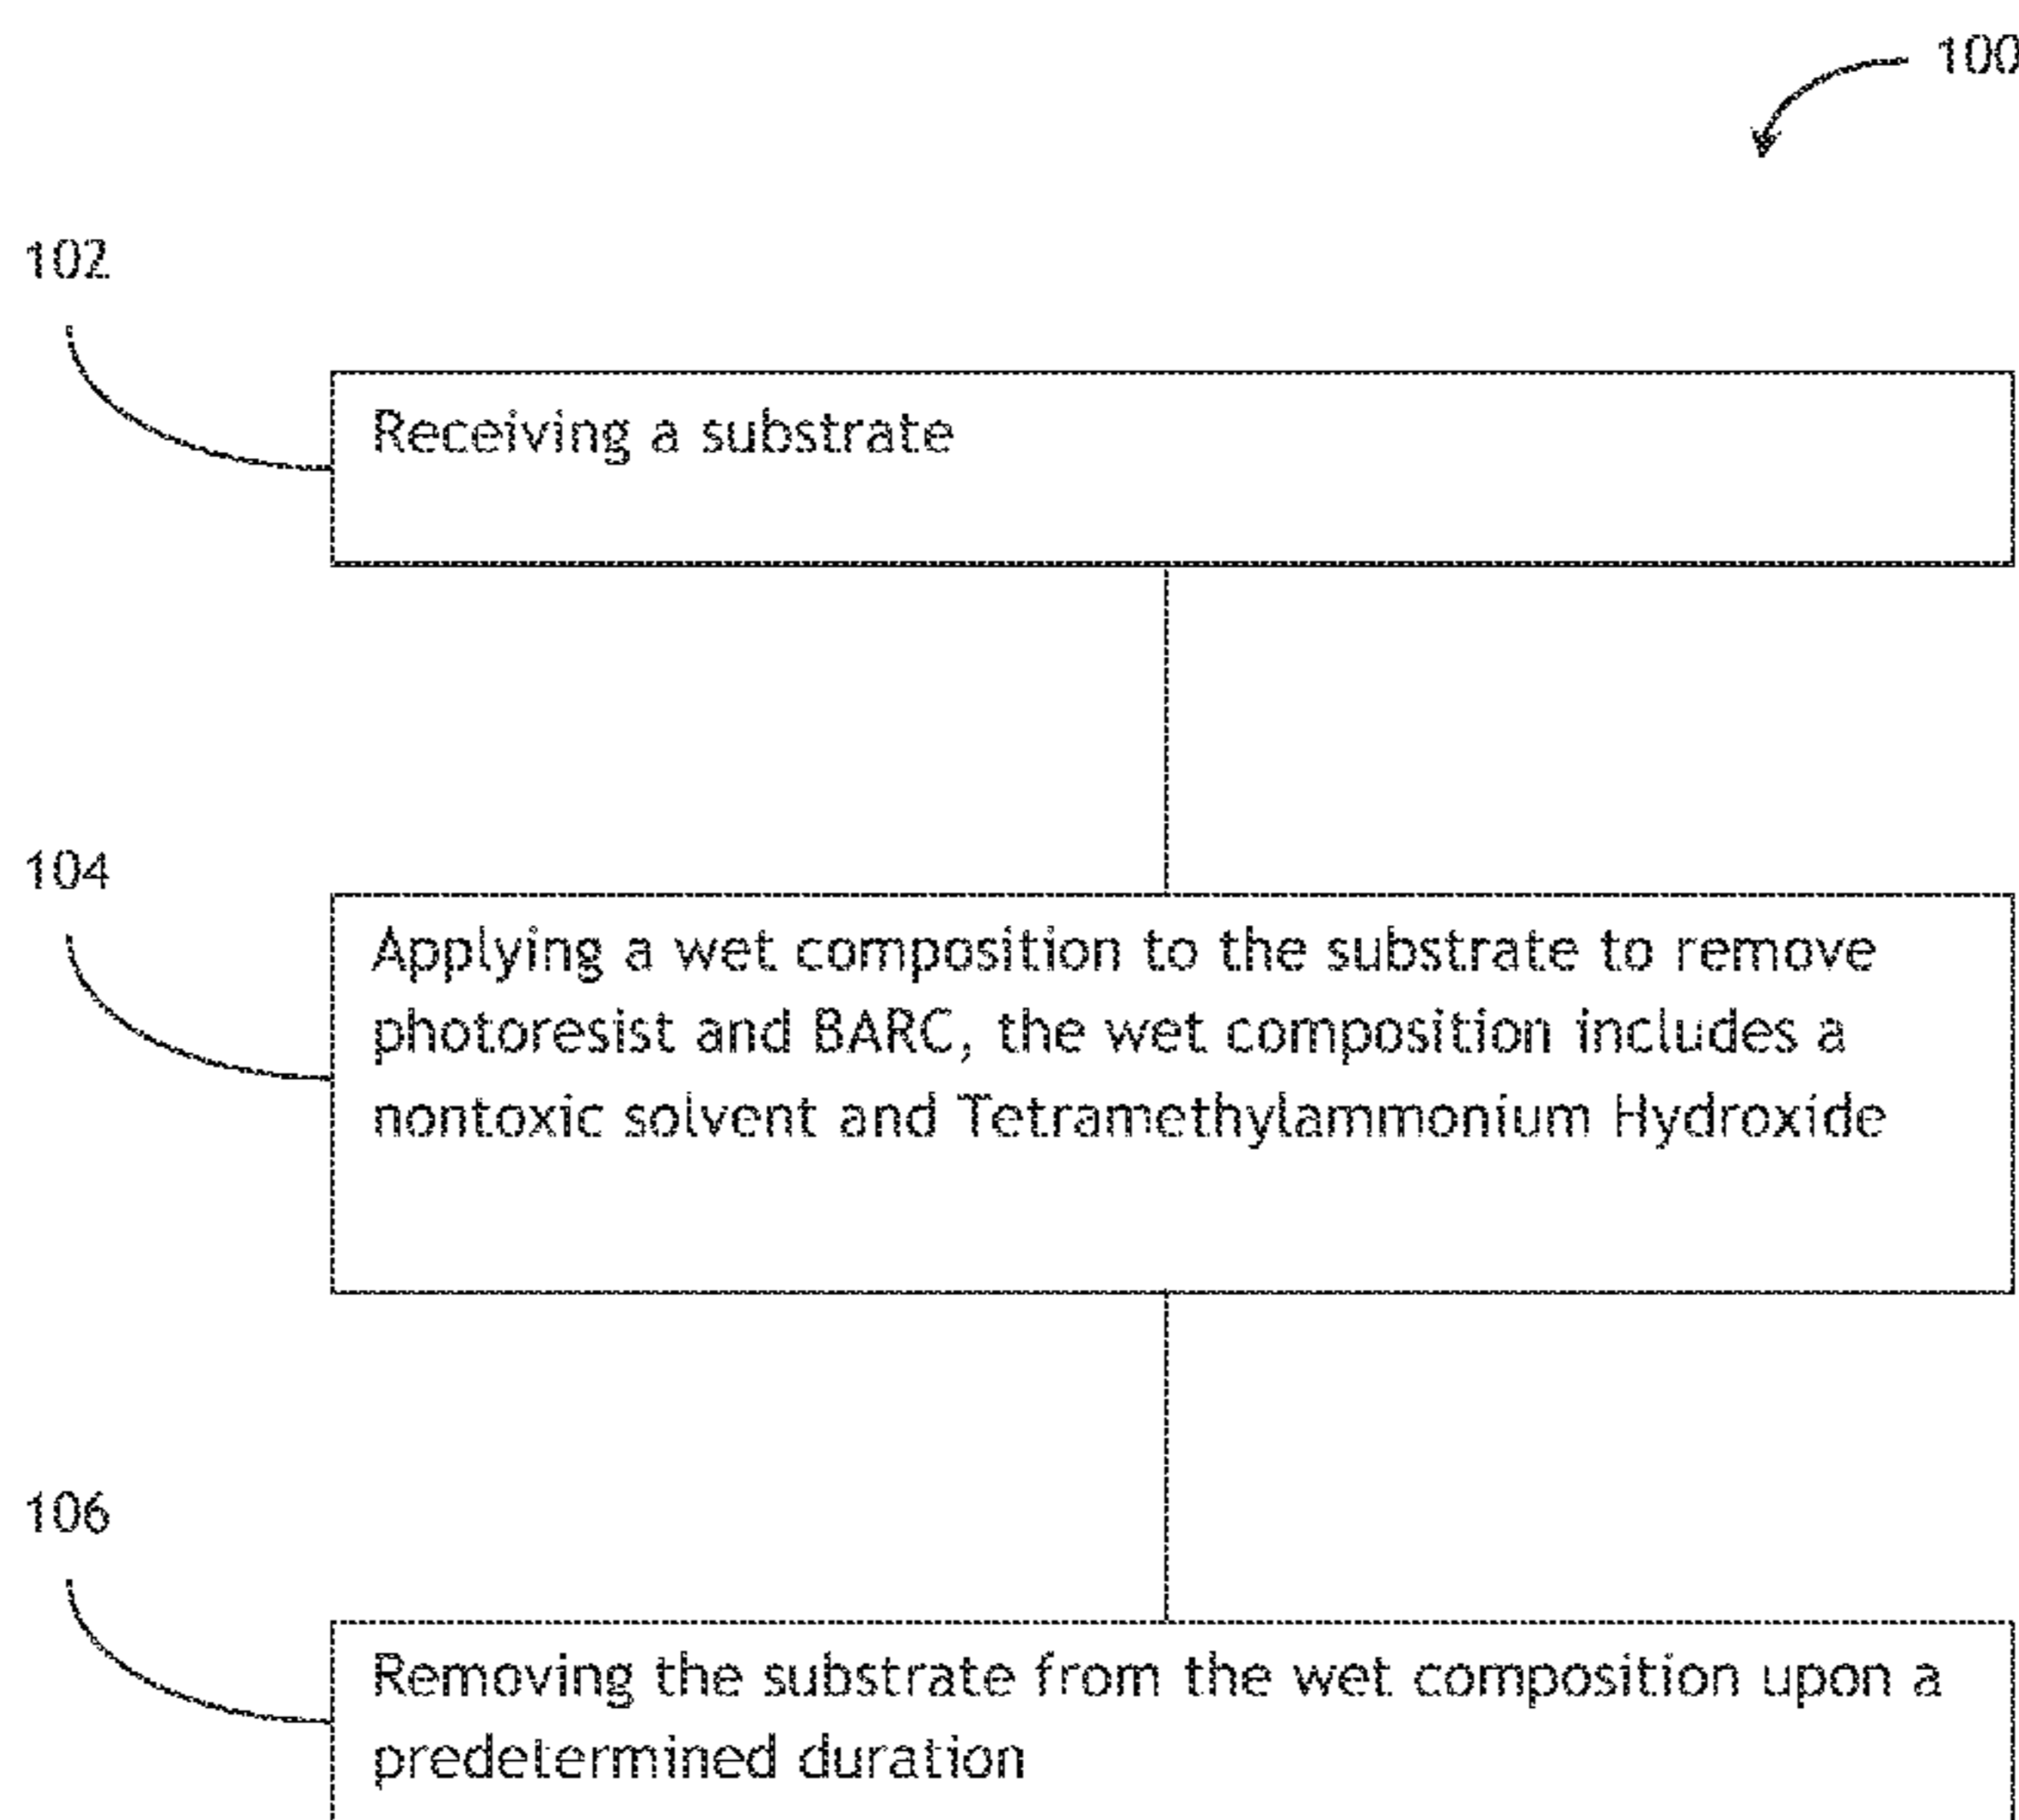 100
102
Receiving a substrate
104
Applying a wet composition to the substrate to remove
photoresist and BARC, the wet composition includes a
nontoxic solvent and Tetramethylammonium Hydroxide
106
Removing the substrate from the wet composition upon a
predetermined duration